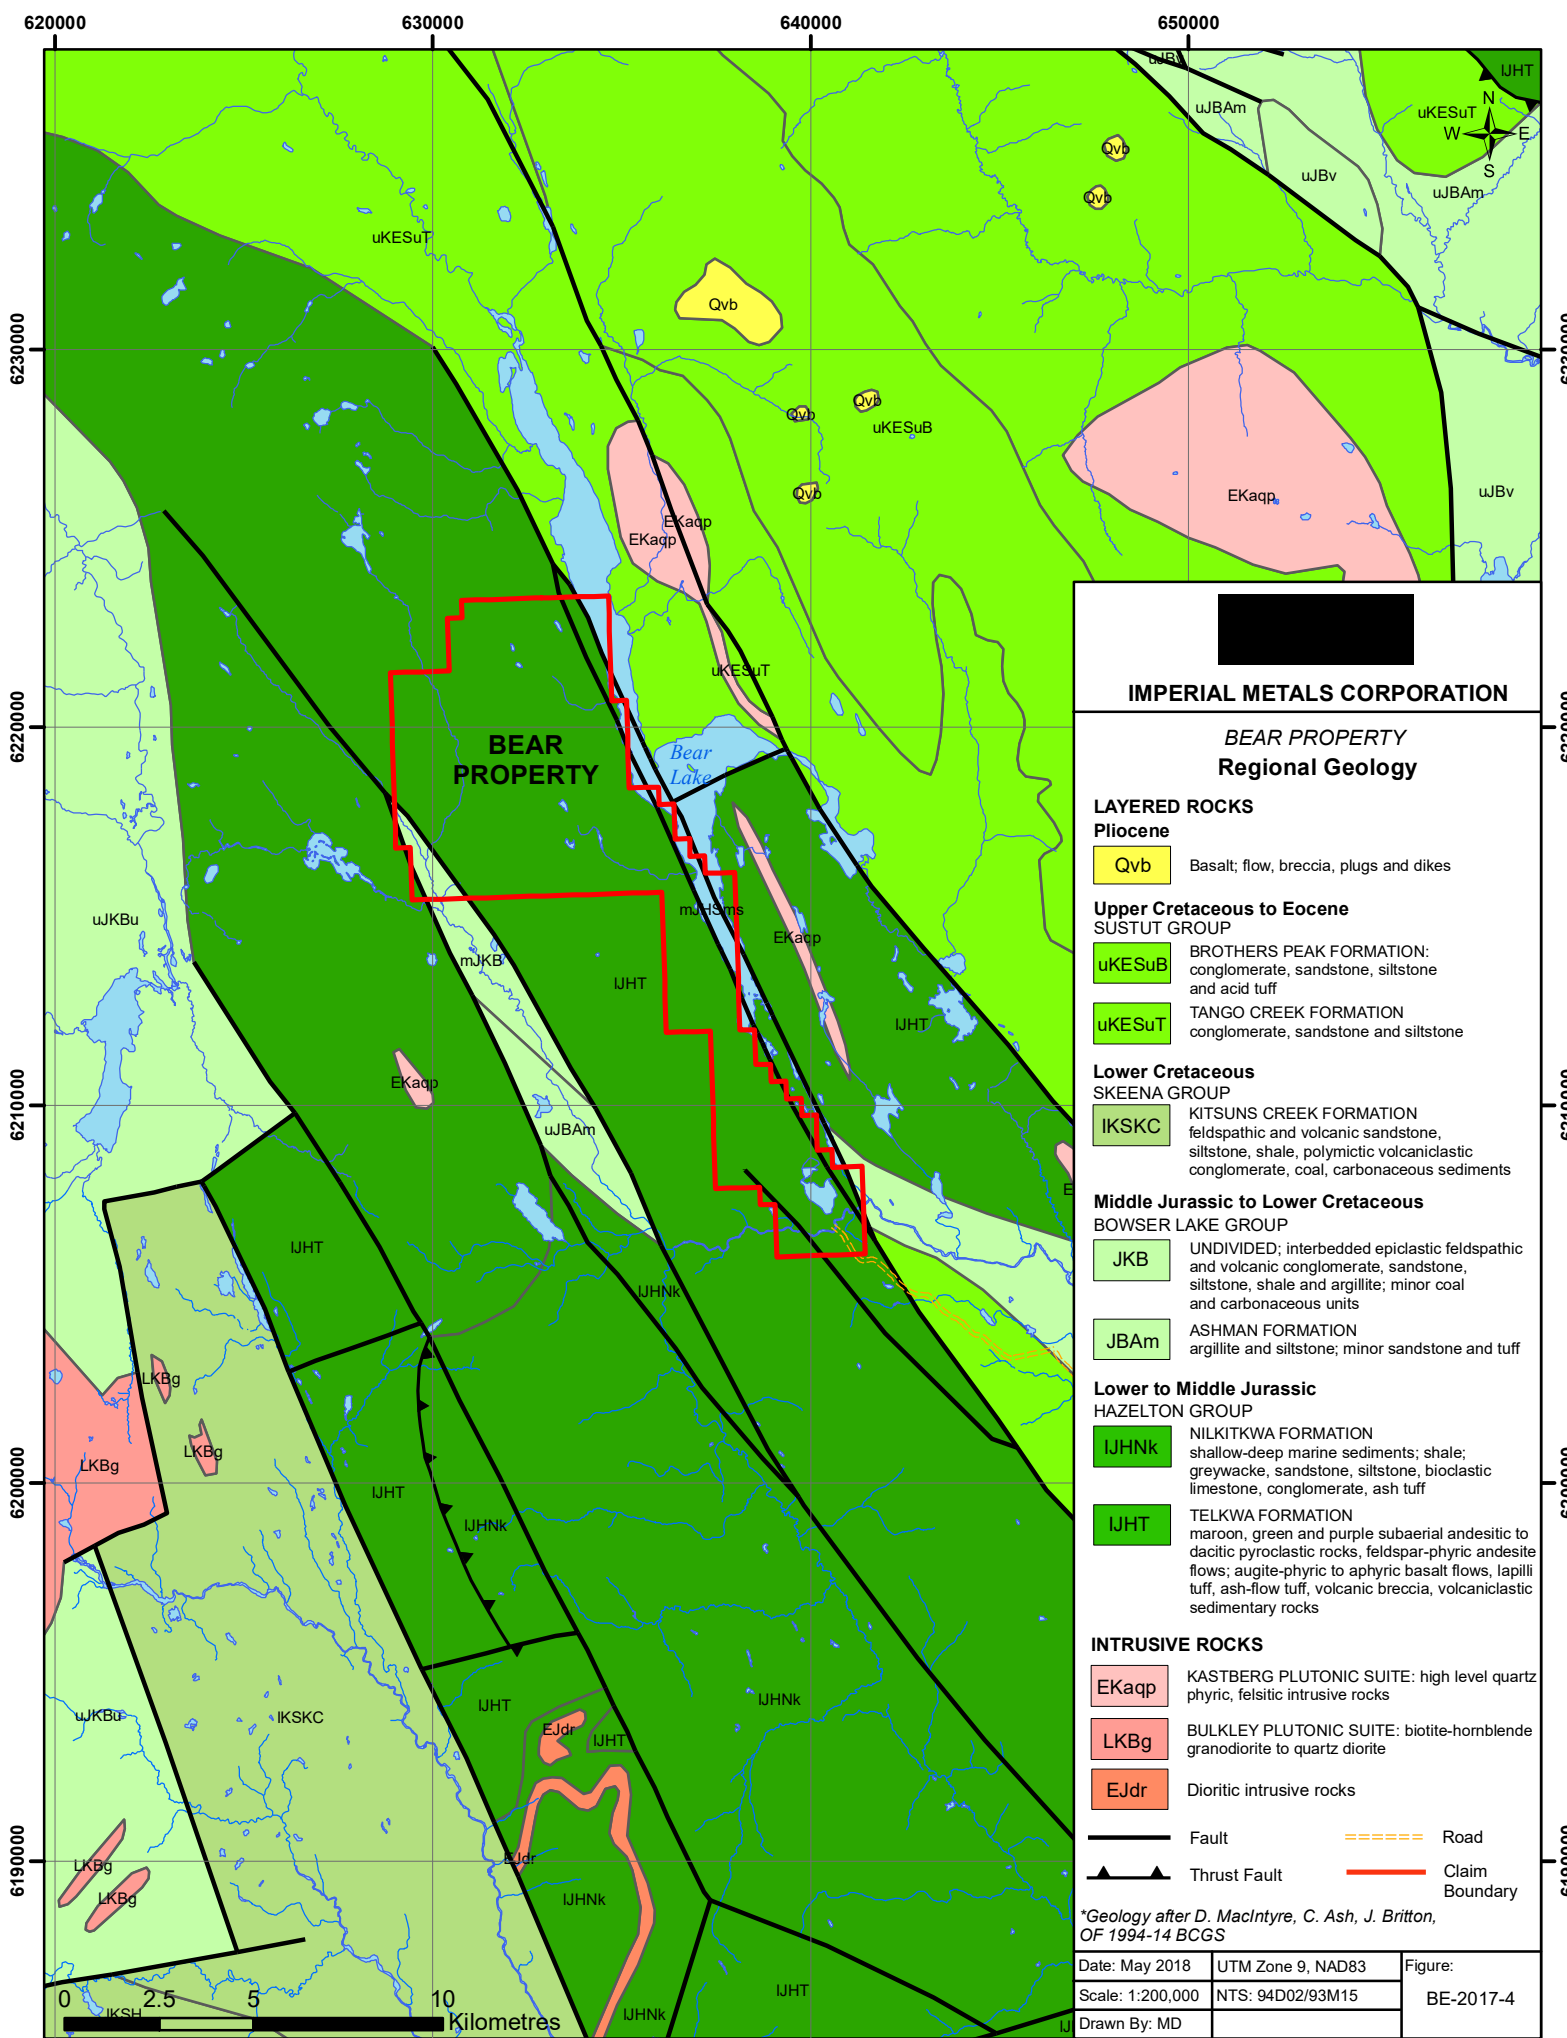 620000
630000
640000
650000
uJBv
uJBAm
IJHT
uKESuT
N
W
E
S
Qvb
uJBv
uJBAm
Qvb
uKESuT
Qvb
6230000
6230000
Qvb
Qvb
uKESuB
Qvb
EKaqp
uJBv
EKaqp
EKaqp
uKESuT
6220000
6220000
BEAR
PROPERTY
Bear
Lake
uJKBu
mJHSms
EKaqp
mJKB
IJHT
IJHT
EKaqp
6210000
6210000
uJBAm
E
IJHT
IJHNk
LKBg
LKBg
LKBg
6200000
6200000
IJHT
IJHNk
uJKBu
IKSKC
IJHT
EJdr
IJHT
IJHNk
6190000
6190000
LKBg
LKBg
EJdr
IJHNk
IJHT
IJHNk
IKSH
0 2.5 5 10
Kilometres
IMPERIAL METALS CORPORATION
BEAR PROPERTY
Regional Geology
LAYERED ROCKS
Pliocene
Qvb
Basalt; flow, breccia, plugs and dikes
Upper Cretaceous to Eocene
SUSTUT GROUP
uKESuB
BROTHERS PEAK FORMATION:
conglomerate, sandstone, siltstone
and acid tuff
uKESuT
TANGO CREEK FORMATION
conglomerate, sandstone and siltstone
Lower Cretaceous
SKEENA GROUP
IKSKC
KITSUNS CREEK FORMATION
feldspathic and volcanic sandstone,
siltstone, shale, polymictic volcaniclastic
conglomerate, coal, carbonaceous sediments
Middle Jurassic to Lower Cretaceous
BOWSER LAKE GROUP
JKB
UNDIVIDED; interbedded epiclastic feldspathic
and volcanic conglomerate, sandstone,
siltstone, shale and argillite; minor coal
and carbonaceous units
JBAm
ASHMAN FORMATION
argillite and siltstone; minor sandstone and tuff
Lower to Middle Jurassic
HAZELTON GROUP
IJHNk
NILKITKWA FORMATION
shallow-deep marine sediments; shale;
greywacke, sandstone, siltstone, bioclastic
limestone, conglomerate, ash tuff
IJHT
TELKWA FORMATION
maroon, green and purple subaerial andesitic to
dacitic pyroclastic rocks, feldspar-phyric andesite
flows; augite-phyric to aphyric basalt flows, lapilli
tuff, ash-flow tuff, volcanic breccia, volcaniclastic
sedimentary rocks
INTRUSIVE ROCKS
EKaqp
KASTBERG PLUTONIC SUITE: high level quartz
phyric, felsitic intrusive rocks
LKBg
BULKLEY PLUTONIC SUITE: biotite-hornblende
granodiorite to quartz diorite
EJdr
Dioritic intrusive rocks
Fault
Road
Thrust Fault
Claim
Boundary
*Geology after D. MacIntyre, C. Ash, J. Britton,
OF 1994-14 BCGS
Date: May 2018
UTM Zone 9, NAD83
Figure:
Scale: 1:200,000
NTS: 94D02/93M15
BE-2017-4
Drawn By: MD